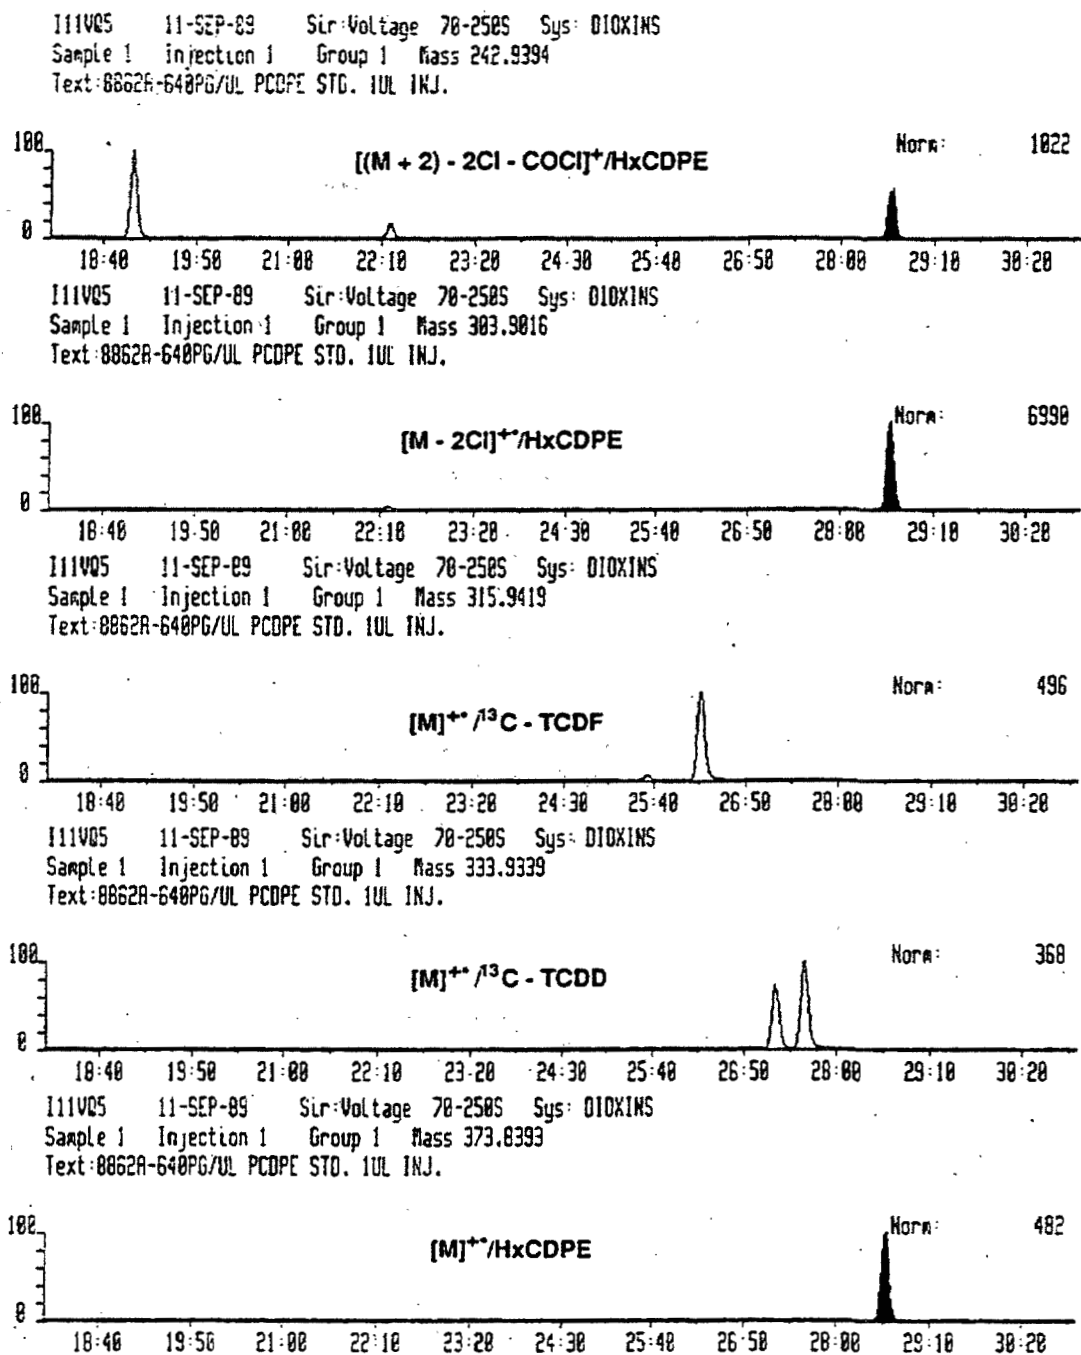 I11VQ5 11-SEP-89 Sir:Voltage 70-250S Sys: DIOXINS
Sample 1 Injection 1 Group 1 Mass 242.9394
Text:8862A-640PG/UL PCDPE STD. 1UL INJ.
100
[(M + 2) - 2Cl - COCl]+/HxCDPE
Norm: 1022
0
18:40 19:50 21:00 22:10 23:20 24:30 25:40 26:50 28:00 29:10 30:20
I11VQ5 11-SEP-89 Sir:Voltage 70-250S Sys: DIOXINS
Sample 1 Injection 1 Group 1 Mass 303.9016
Text:8862A-640PG/UL PCDPE STD. 1UL INJ.
100
[M - 2Cl]+•/HxCDPE
Norm: 6990
0
18:40 19:50 21:00 22:10 23:20 24:30 25:40 26:50 28:00 29:10 30:20
I11VQ5 11-SEP-89 Sir:Voltage 70-250S Sys: DIOXINS
Sample 1 Injection 1 Group 1 Mass 315.9419
Text:8862A-640PG/UL PCDPE STD. 1UL INJ.
100
[M]+•/13C - TCDF
Norm: 496
0
18:40 19:50 21:00 22:10 23:20 24:30 25:40 26:50 28:00 29:10 30:20
I11VQ5 11-SEP-89 Sir:Voltage 70-250S Sys: DIOXINS
Sample 1 Injection 1 Group 1 Mass 333.9339
Text:8862A-640PG/UL PCDPE STD. 1UL INJ.
100
[M]+•/13C - TCDD
Norm: 368
0
18:40 19:50 21:00 22:10 23:20 24:30 25:40 26:50 28:00 29:10 30:20
I11VQ5 11-SEP-89 Sir:Voltage 70-250S Sys: DIOXINS
Sample 1 Injection 1 Group 1 Mass 373.8393
Text:8862A-640PG/UL PCDPE STD. 1UL INJ.
100
[M]+•/HxCDPE
Norm: 482
0
18:40 19:50 21:00 22:10 23:20 24:30 25:40 26:50 28:00 29:10 30:20